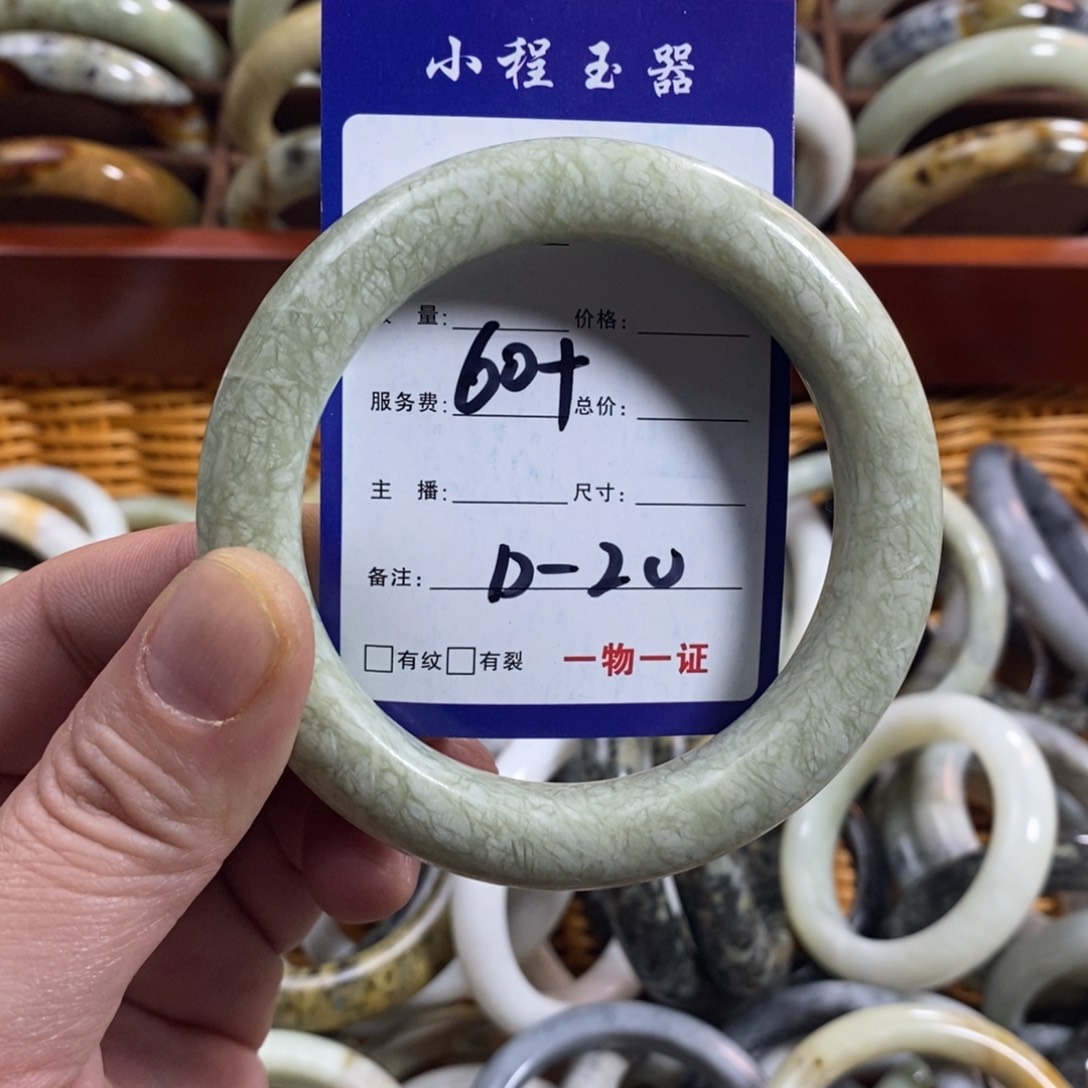 小程玉器
量: 价格:
60+
服务费: 总价:
主 播: 尺寸:
备注: D-20
□有纹□有裂 一物一证